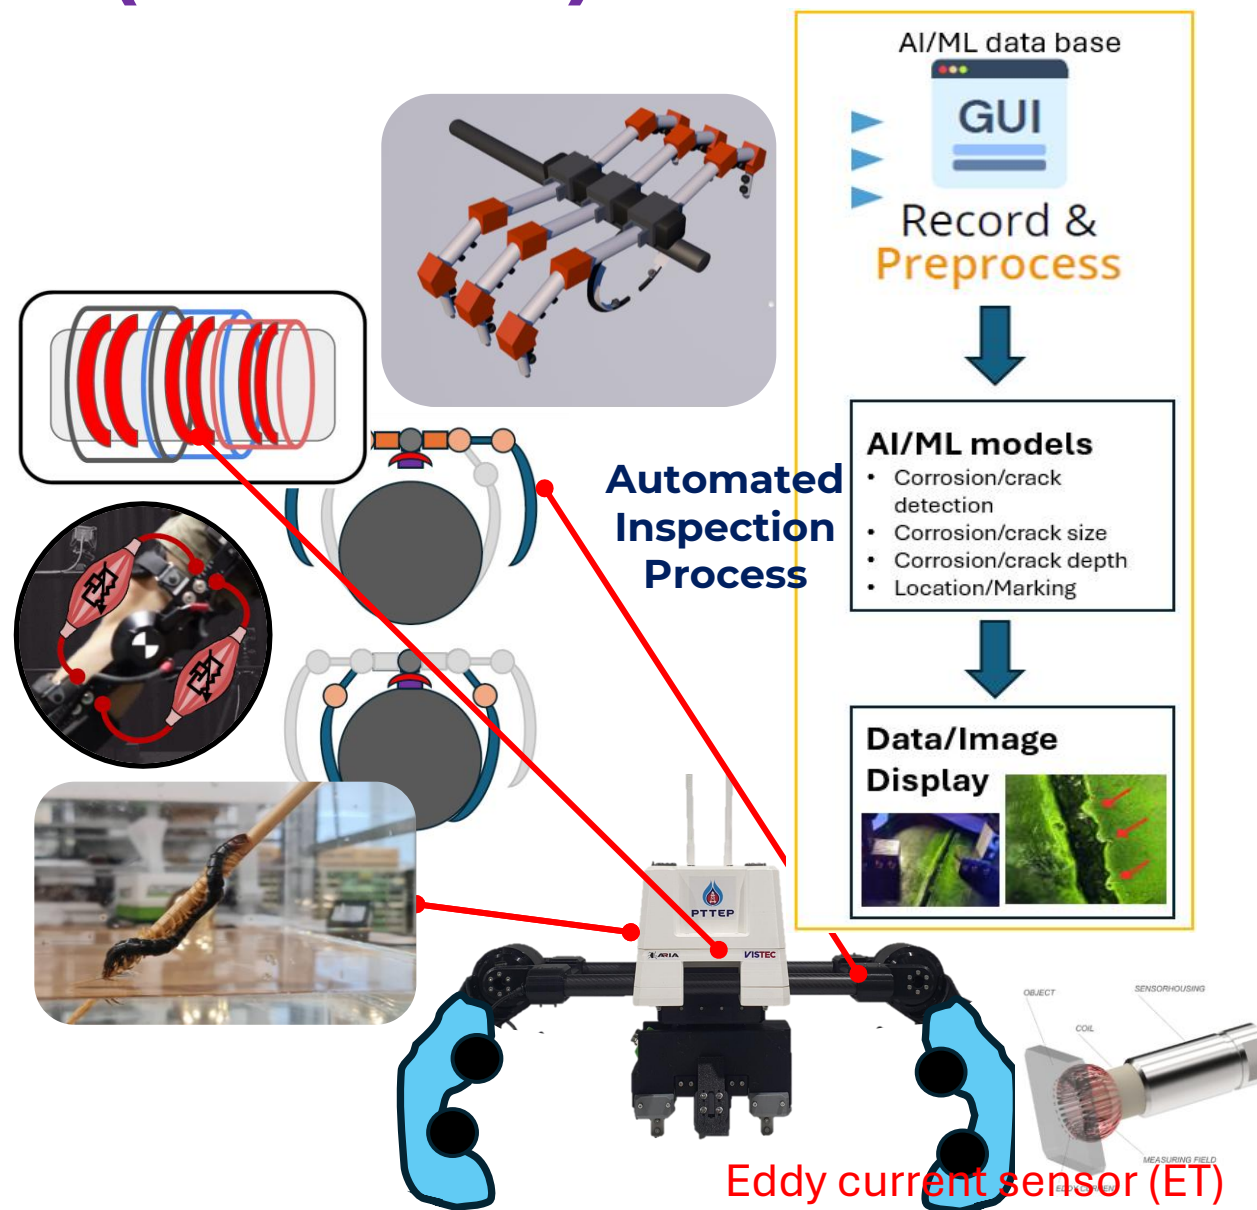 AI/ML data base
GUI
Record &
Preprocess
AI/ML models
• Corrosion/crack
detection
• Corrosion/crack size
• Corrosion/crack depth
• Location/Marking
Automated
Inspection
Process
Data/Image
Display
PTTEP
ARIA
VISTEC
OBJECT
SENSORHOUSING
COIL
MEASURING FIELD
Eddy current sensor (ET)